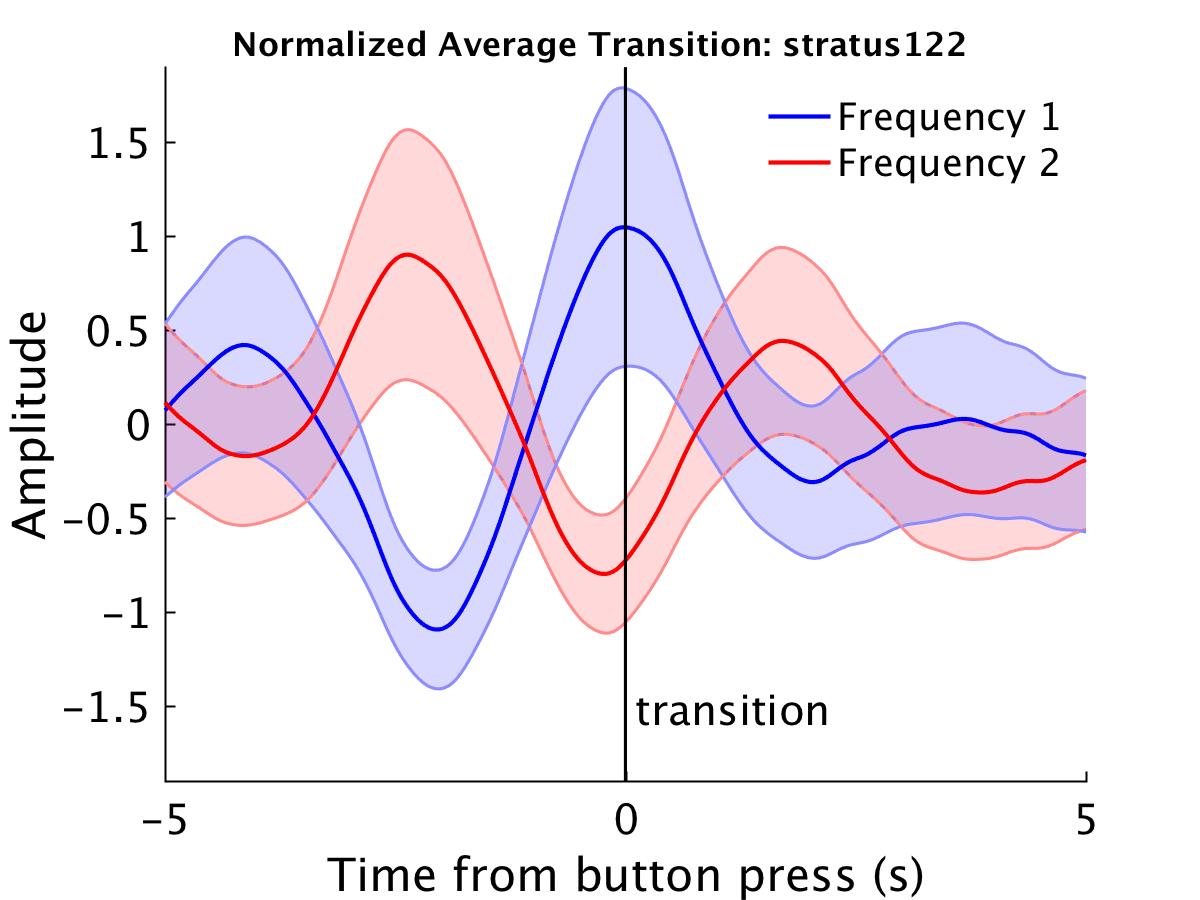 Normalized Average Transition: stratus122
Frequency 1
Frequency 2
1.5
1
0.5
0
−0.5
−1
−1.5
Amplitude
transition
−5
0
5
Time from button press (s)